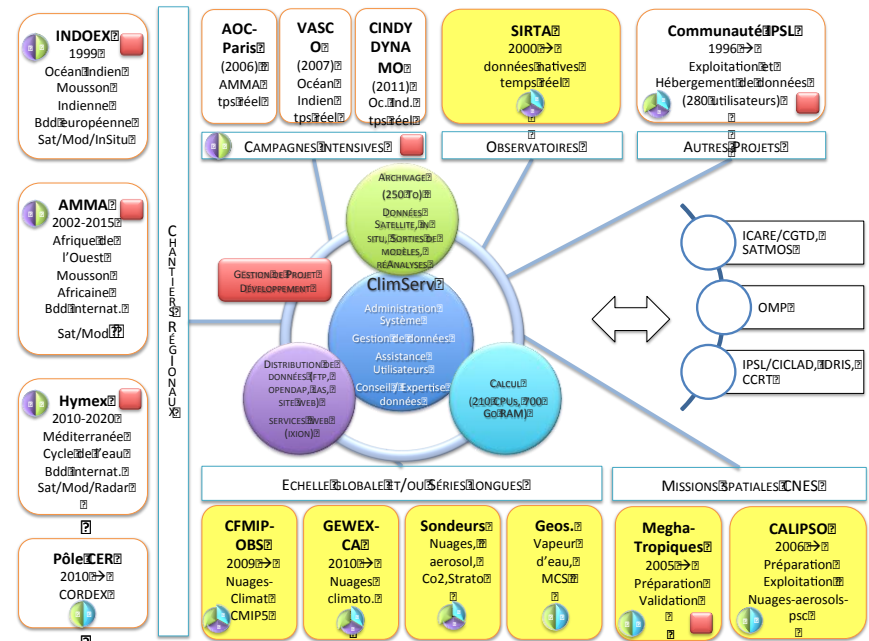 INDOEX
1999
Océan Indien
Mousson
Indienne
Bdd européenne
Sat/Mod/InSitu
AMMA
2002-2015
Afrique de
l'Ouest
Mousson
Africaine
Bdd Internat.
Sat/Mod.
Hymex
2010-2020
Méditerranée
Cycle de l'eau
Bdd Internat.
Sat/Mod/Radar
Pôle CER
2010→
CORDEX
CHANTIERS RÉGIONAUX
AOC-
Paris
(2006)
AMMA
tps réel
VASC
O
(2007)
Océan
Indien
tps réel
CINDY
DYNA
MO
(2011)
Oc. Ind.
tps réel
SIRTA
2000→
données natives
temps réel
Communauté IPSL
1996→
Exploitation et
Hébergement de données
(280 utilisateurs)
CAMPAGNES INTENSIVES
OBSERVATOIRES
AUTRES PROJETS
ARCHIVAGE
(250 To)
DONNÉES
SATELLITE, IN
SITU, SORTIES DE
MODÈLES,
RÉANALYSES
GESTION DE PROJET
DÉVELOPPEMENT
ClimServ
Administration
Système
Gestion de données
Assistance
Utilisateurs
Conseil / Expertise
données
DISTRIBUTION DE
DONNÉES (FTP,
OPENDAP, LAS,
SITE WEB)
SERVICES WEB
(IXION)
CALCUL
(210 CPUs, 700
Go RAM)
ICARE/CGTD,
SATMOS
OMP
IPSL/CICLAD, IDRIS,
CCRT
ECHELLE GLOBALE ET/OU SÉRIES LONGUES
MISSIONS SPATIALES CNES
CFMIP-
OBS
2009→
Nuages-
Climat
CMIP5
GEWEX-
CA
2010→
Nuages
climato.
Sondeurs
Nuages,
aerosol,
Co2,Strato
Geos.
Vapeur
d'eau,
MCS
Megha-
Tropiques
2005→
Préparation
Validation
CALIPSO
2006→
Préparation
Exploitation
Nuages-aerosols-
psc